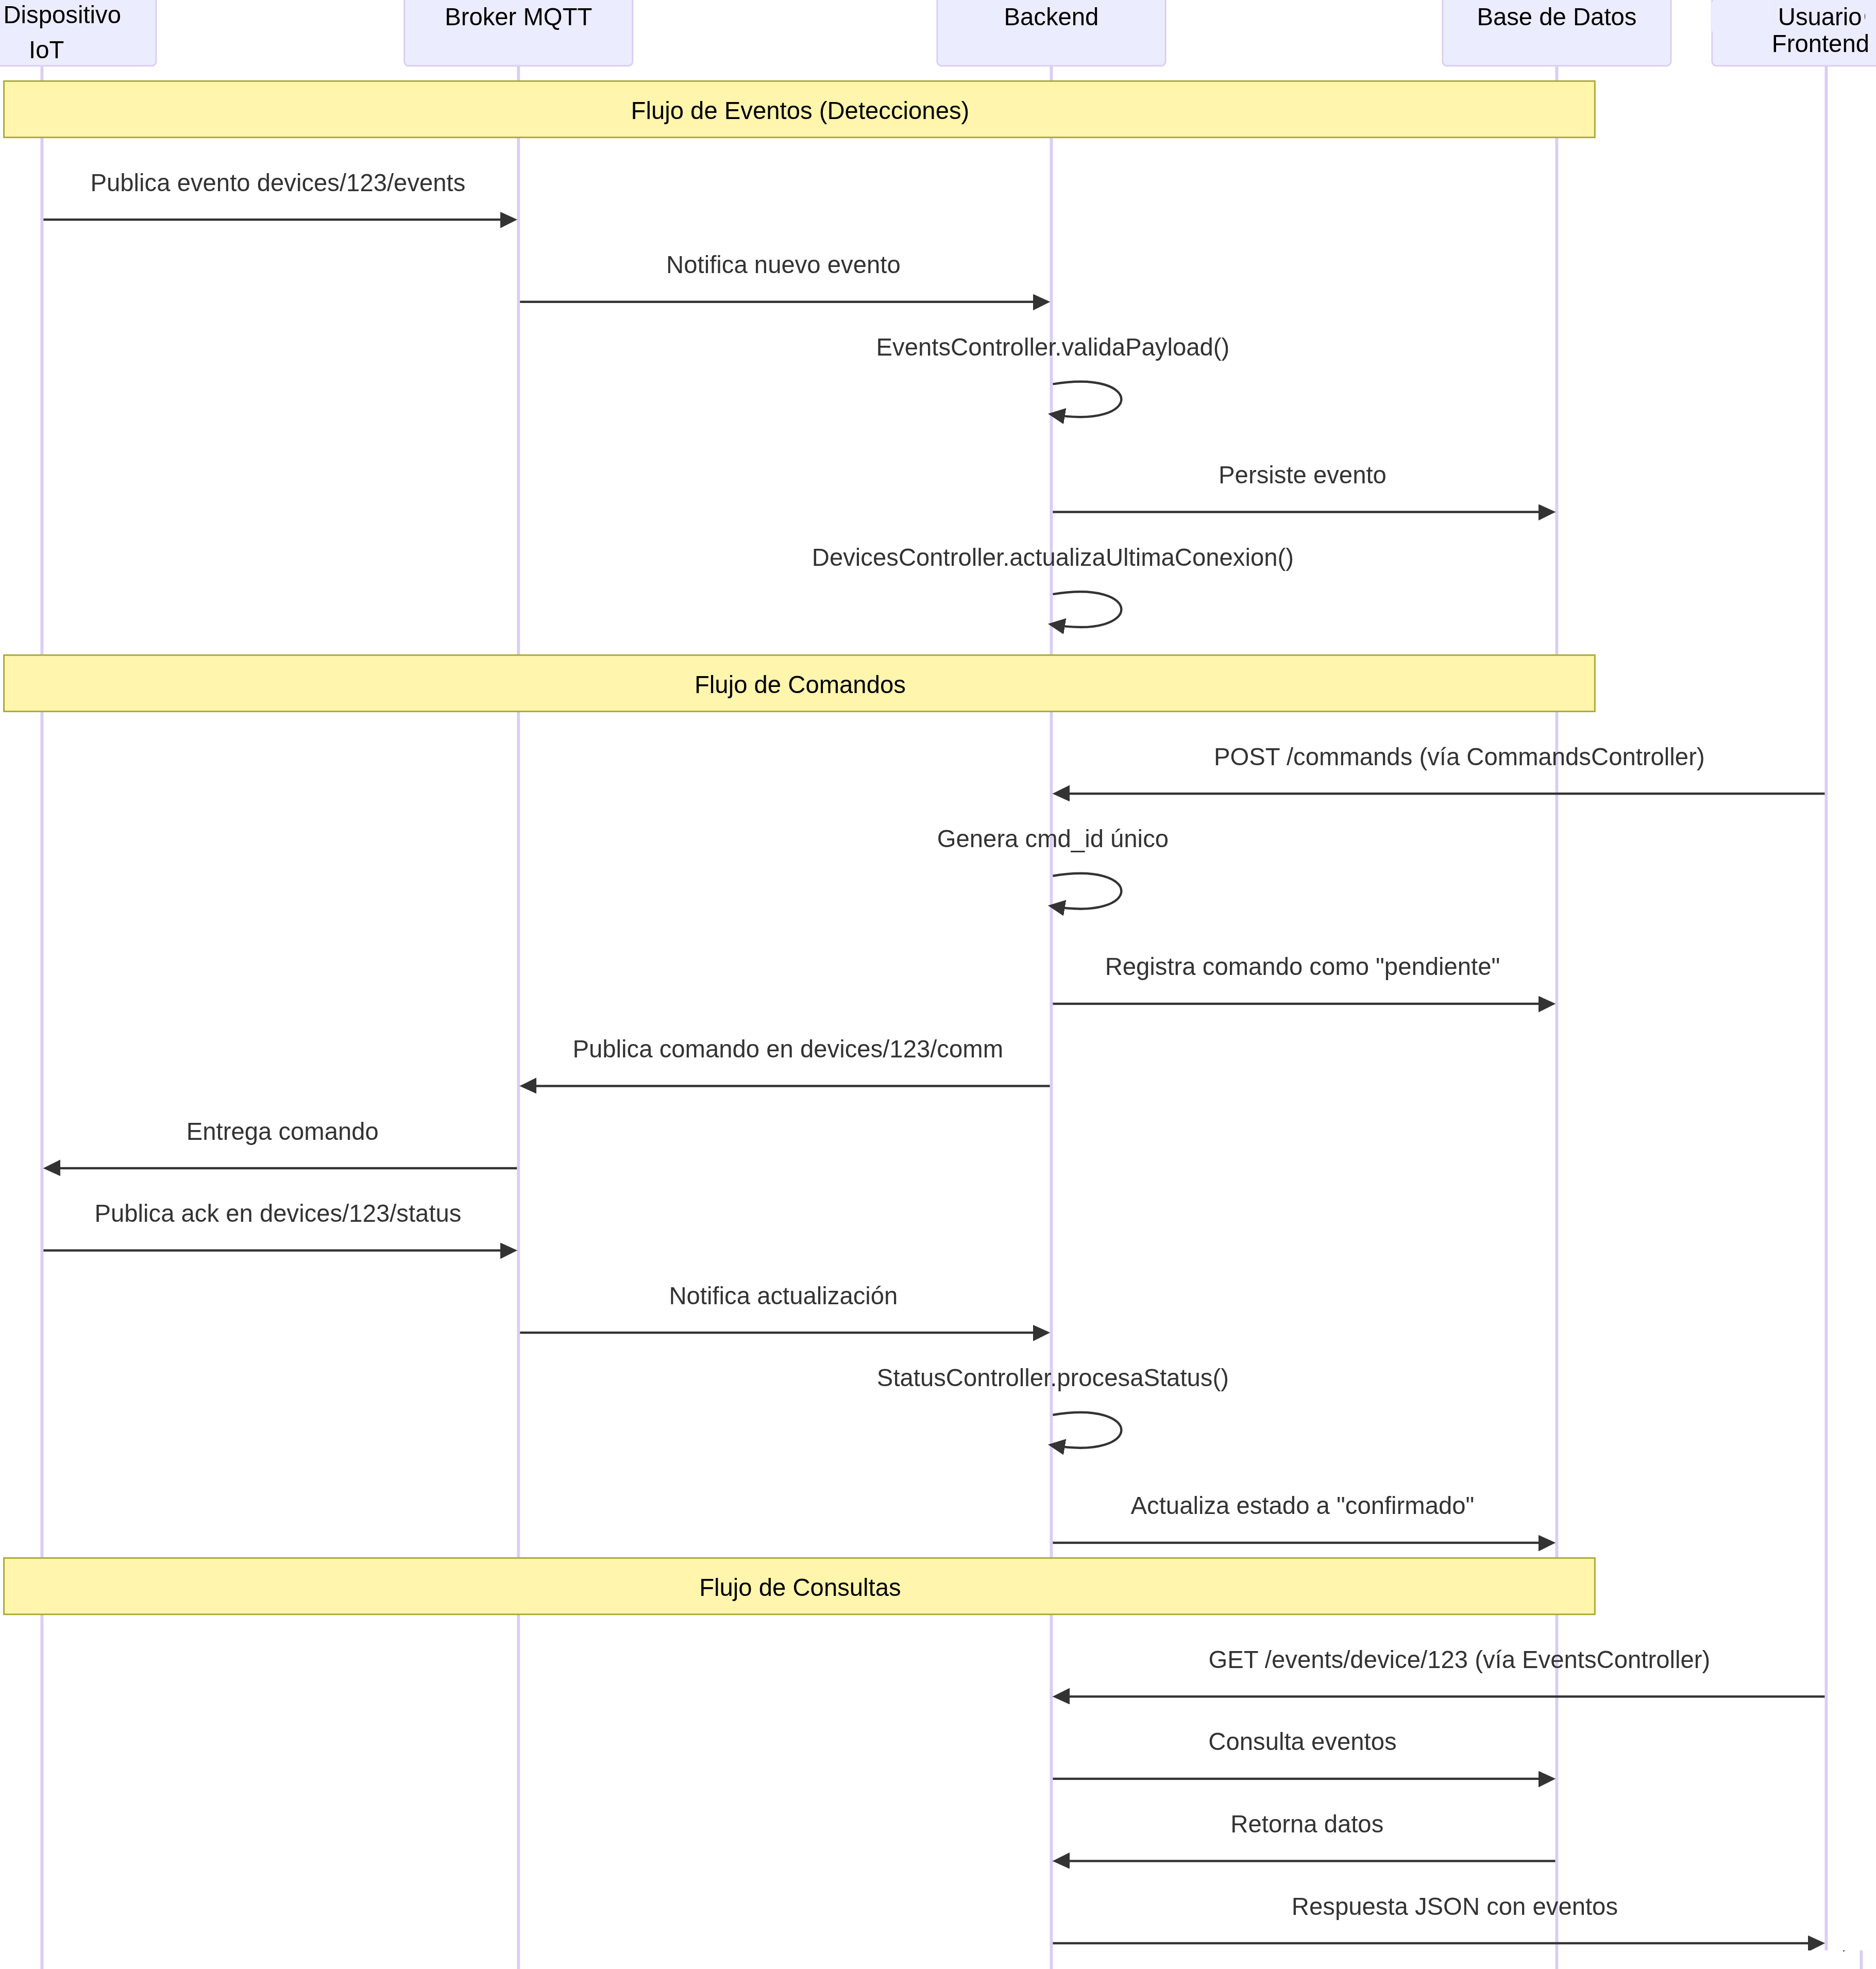 Dispositivo
IoT
Broker MQTT
Backend
Base de Datos
Usuario
Frontend
Flujo de Eventos (Detecciones)
Publica evento devices/123/events
Notifica nuevo evento
EventsController.validaPayload()
Persiste evento
DevicesController.actualizaUltimaConexion()
Flujo de Comandos
POST /commands (vía CommandsController)
Genera cmd_id único
Registra comando como "pendiente"
Publica comando en devices/123/comm
Entrega comando
Publica ack en devices/123/status
Notifica actualización
StatusController.procesaStatus()
Actualiza estado a "confirmado"
Flujo de Consultas
GET /events/device/123 (vía EventsController)
Consulta eventos
Retorna datos
Respuesta JSON con eventos